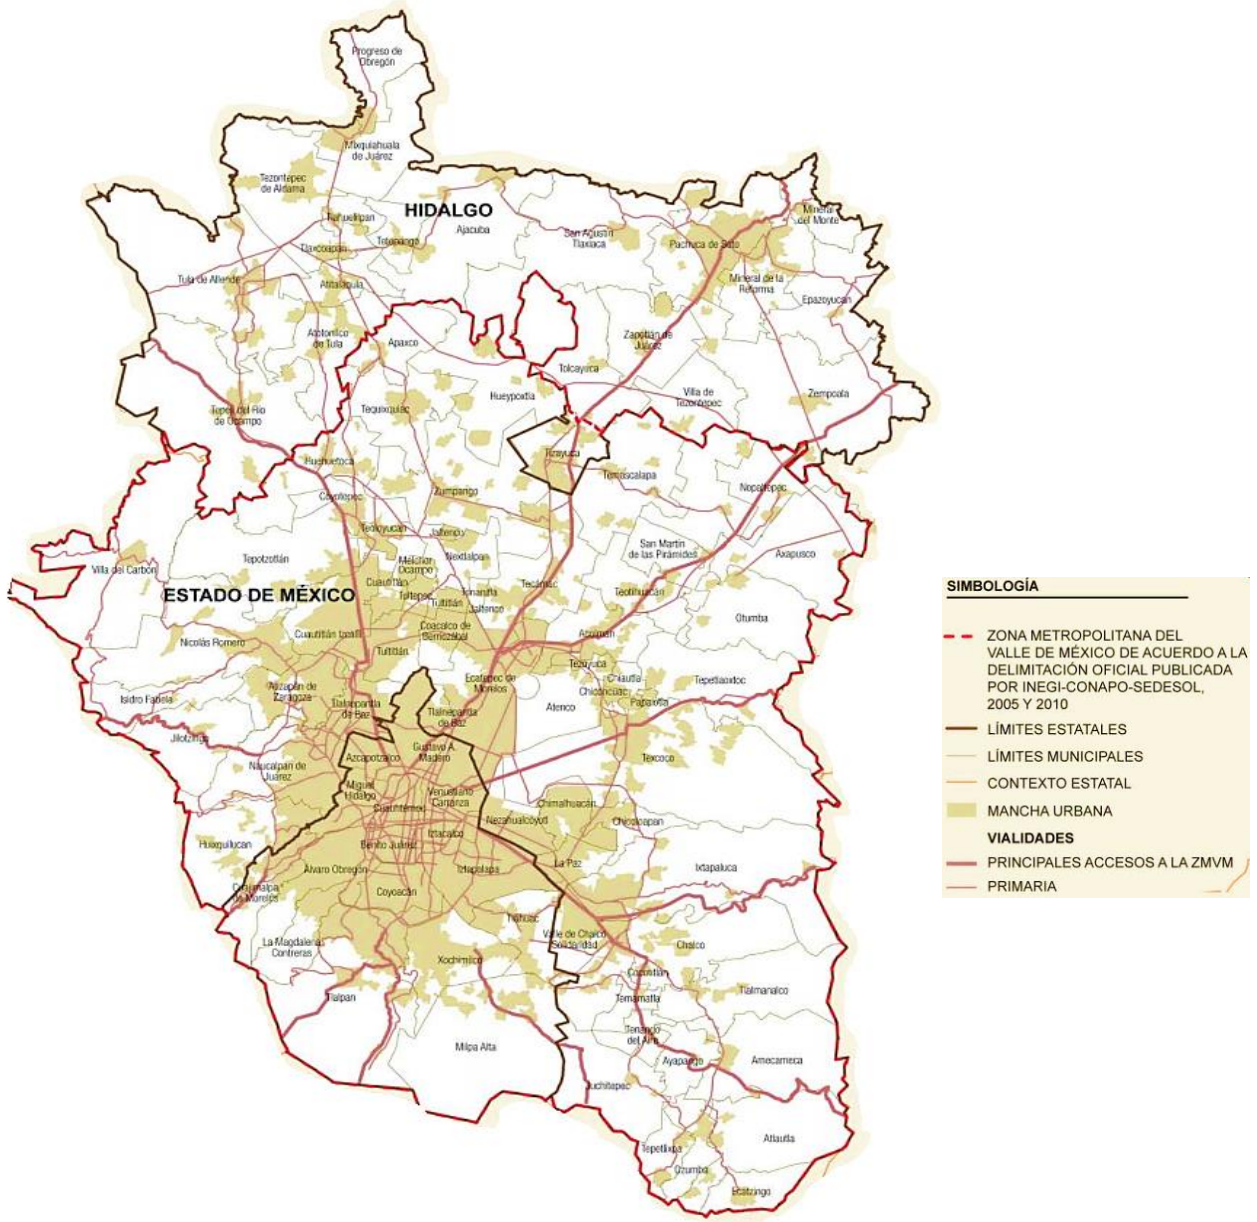 Progreso de
Obregón
Mixquiahuala
de Juárez
Tezontepec
de Aldama
HIDALGO
Mineral
del Monte
Tlahuelilpan
Ajacuba
San Agustín
Tlaxiaca
Pachuca de Soto
Tlaxcoapan
Tetepango
Tula de Allende
Atitalaquia
Mineral de la
Reforma
Epazoyucan
Atotonilco
de Tula
Apaxco
Zapotlán de
Juárez
Tolcayuca
Hueypoxtla
Villa de
Tezontepec
Zempoala
Tepeji del Río
de Ocampo
Tequixquiac
Tizayuca
Huehuetoca
Temascalapa
Nopaltepec
Coyotepec
Zumpango
Teoloyucan
Jaltenco
San Martín
de las Pirámides
Axapusco
Villa del Carbón
Tepotzotlán
Melchor
Ocampo
Nextlalpan
Cuautitlán
Tecámac
Teotihuacán
ESTADO DE MÉXICO
Tultepec
Tonanitla
Tultitlán
Jaltenco
Otumba
Nicolás Romero
Cuautitlán Izcalli
Coacalco de
Berriozábal
Acolman
Tultitlán
Tezoyuca
Ecatepec de
Morelos
Chiautla
Chiconcuac
Tepetlaoxtoc
Isidro Fabela
Atizapán de
Zaragoza
Tlalnepantla
de Baz
Tlalnepantla
de Baz
Atenco
Papalotla
Jilotzingo
Azcapotzalco
Gustavo A.
Madero
Texcoco
Naucalpan de
Juárez
Miguel
Hidalgo
Cuauhtémoc
Venustiano
Carranza
Chimalhuacán
Nezahualcóyotl
Chicoloapan
Huixquilucan
Iztacalco
Benito Juárez
La Paz
Ixtapaluca
Álvaro Obregón
Iztapalapa
Cuajimalpa
de Morelos
Coyoacán
Tláhuac
Valle de Chalco
Solidaridad
La Magdalena
Contreras
Chalco
Xochimilco
Cocotitlán
Tlalpan
Temamatla
Tlalmanalco
Tenango
del Aire
Milpa Alta
Ayapango
Amecameca
Juchitepec
Atlautla
Tepetlixpa
Ozumba
Ecatzingo
SIMBOLOGÍA
ZONA METROPOLITANA DEL
VALLE DE MÉXICO DE ACUERDO A LA
DELIMITACIÓN OFICIAL PUBLICADA
POR INEGI-CONAPO-SEDESOL,
2005 Y 2010
LÍMITES ESTATALES
LÍMITES MUNICIPALES
CONTEXTO ESTATAL
MANCHA URBANA
VIALIDADES
PRINCIPALES ACCESOS A LA ZMVM
PRIMARIA